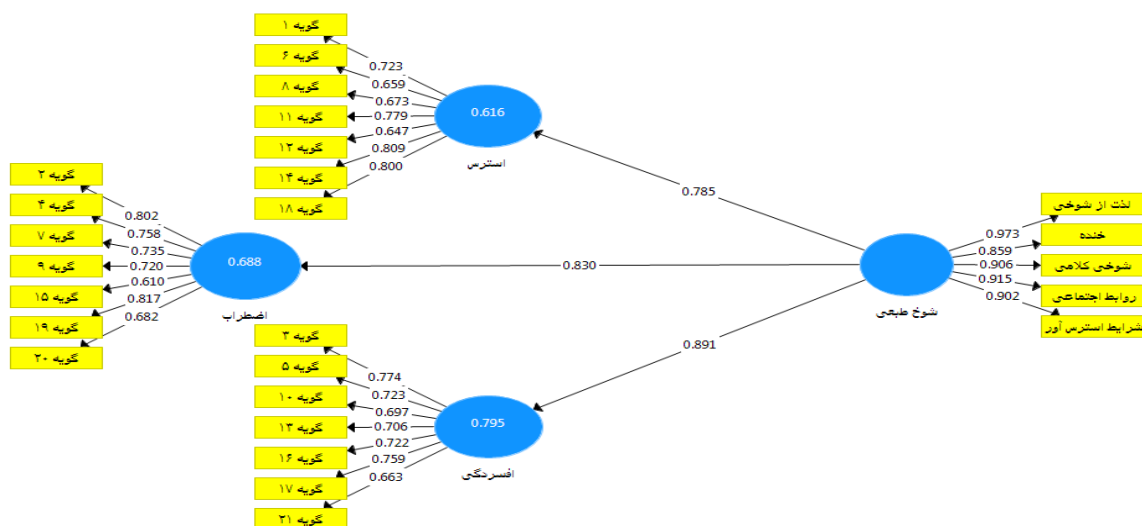 گویه ۱
گویه ۶
گویه ۸
گویه ۱۱
گویه ۱۲
گویه ۱۴
گویه ۱۸
0.723
0.659
0.673
0.779
0.647
0.809
0.800
0.616
استرس
گویه ۲
گویه ۴
گویه ۷
گویه ۹
گویه ۱۵
گویه ۱۹
گویه ۲۰
0.802
0.758
0.735
0.720
0.610
0.817
0.682
0.688
اضطراب
گویه ۳
گویه ۵
گویه ۱۰
گویه ۱۳
گویه ۱۶
گویه ۱۷
گویه ۲۱
0.774
0.723
0.697
0.706
0.722
0.759
0.663
0.795
افسردگی
0.785
0.830
0.891
شوخ طبعی
0.973
0.859
0.906
0.915
0.902
لذت از شوخی
خنده
شوخی کلامی
روابط اجتماعی
شرایط استرس آور